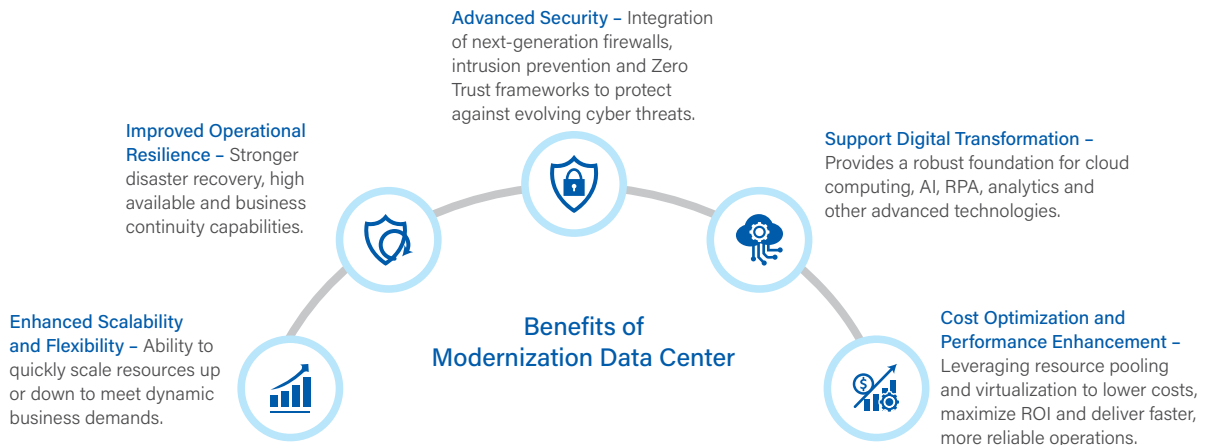 Advanced Security – Integration
of next-generation firewalls,
intrusion prevention and Zero
Trust frameworks to protect
against evolving cyber threats.
Improved Operational
Resilience – Stronger
disaster recovery, high
available and business
continuity capabilities.
Support Digital Transformation –
Provides a robust foundation for cloud
computing, AI, RPA, analytics and
other advanced technologies.
Enhanced Scalability
and Flexibility – Ability to
quickly scale resources up
or down to meet dynamic
business demands.
Benefits of
Modernization Data Center
Cost Optimization and
Performance Enhancement –
Leveraging resource pooling
and virtualization to lower costs,
maximize ROI and deliver faster,
more reliable operations.
$